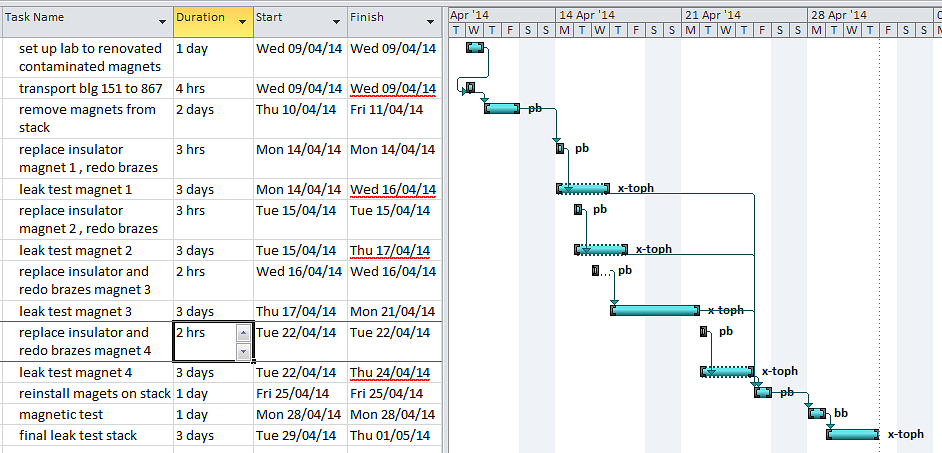 Task Name Duration Start Finish Apr '14 14 Apr '14 21 Apr '14 28 Apr '14
T W T F S S M T W T F S S M T W T F S S M T W T F S S M
set up lab to renovated 1 day Wed 09/04/14 Wed 09/04/14
contaminated magnets
transport blg 151 to 867 4 hrs Wed 09/04/14 Wed 09/04/14
remove magnets from 2 days Thu 10/04/14 Fri 11/04/14 pb
stack
replace insulator 3 hrs Mon 14/04/14 Mon 14/04/14 pb
magnet 1 , redo brazes
leak test magnet 1 3 days Mon 14/04/14 Wed 16/04/14 x-toph
replace insulator 3 hrs Tue 15/04/14 Tue 15/04/14 pb
magnet 2 , redo brazes
leak test magnet 2 3 days Tue 15/04/14 Thu 17/04/14 x-toph
replace insulator and 2 hrs Wed 16/04/14 Wed 16/04/14 pb
redo brazes magnet 3
leak test magnet 3 3 days Thu 17/04/14 Mon 21/04/14 x-toph
replace insulator and 2 hrs Tue 22/04/14 Tue 22/04/14 pb
redo brazes magnet 4
leak test magnet 4 3 days Tue 22/04/14 Thu 24/04/14 x-toph
reinstall magets on stack 1 day Fri 25/04/14 Fri 25/04/14 pb
magnetic test 1 day Mon 28/04/14 Mon 28/04/14 bb
final leak test stack 3 days Tue 29/04/14 Thu 01/05/14 x-toph